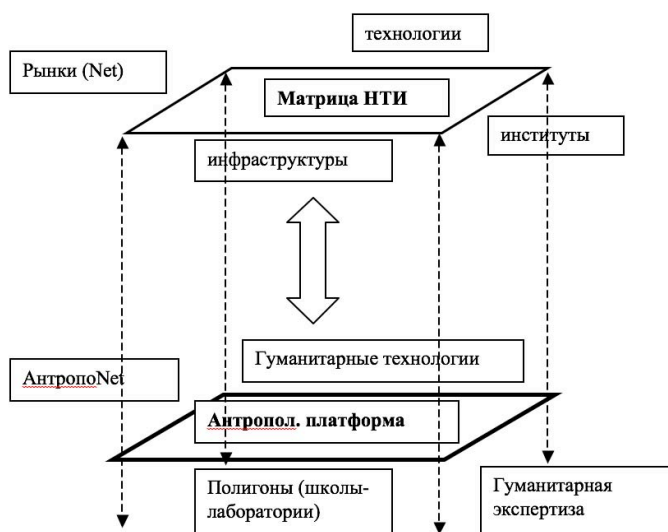 технологии
Рынки (Net)
Матрица НТИ
институты
инфраструктуры
Гуманитарные технологии
АнтропоNet
Антропол. платформа
Полигоны (школы-
лаборатории)
Гуманитарная
экспертиза